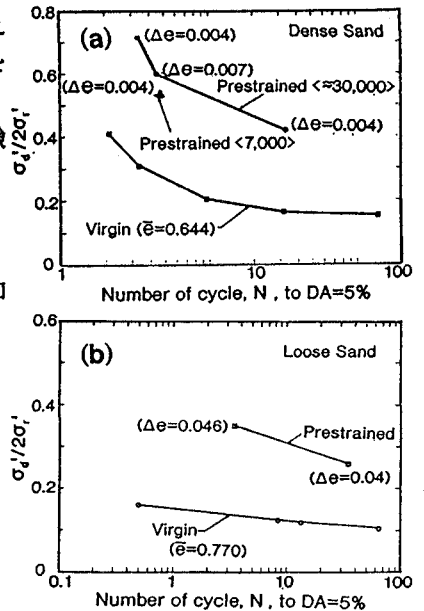 (a)
Dense Sand
0.8
(Δe=0.004)
0.6
(Δe=0.007)
(Δe=0.004)
Prestrained <≈30,000>
Prestrained <7,000>
(Δe=0.004)
0.4
0.2
Virgin (ẽ=0.644)
0
σd'/2σr'
1 10 100
Number of cycle, N , to DA=5%
(b)
Loose Sand
0.6
0.4
(Δe=0.046)
Prestrained
(Δe=0.04)
0.2
Virgin
(ẽ=0.770)
0
σd'/2σr'
0.1 1 10 100
Number of cycle, N , to DA=5%